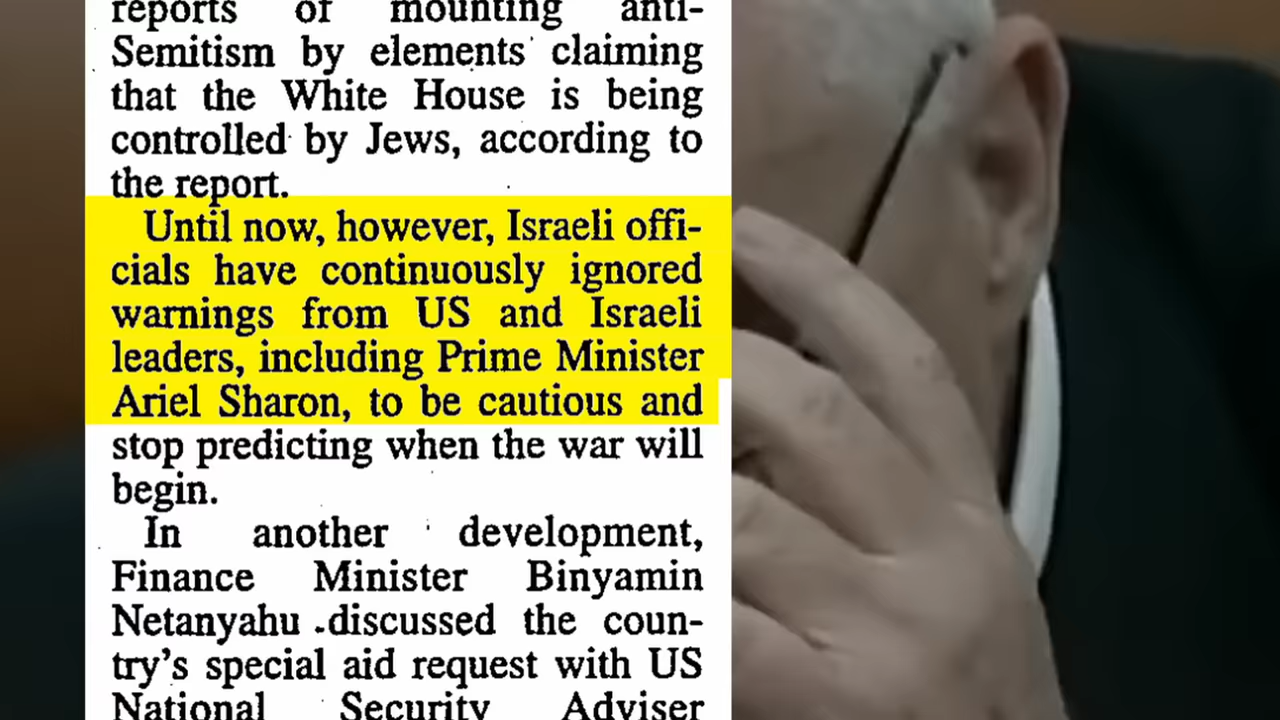 reports of mounting anti-
Semitism by elements claiming
that the White House is being
controlled by Jews, according to
the report.
Until now, however, Israeli offi-
cials have continuously ignored
warnings from US and Israeli
leaders, including Prime Minister
Ariel Sharon, to be cautious and
stop predicting when the war will
begin.
In another development,
Finance Minister Binyamin
Netanyahu discussed the coun-
try's special aid request with US
National Security Adviser